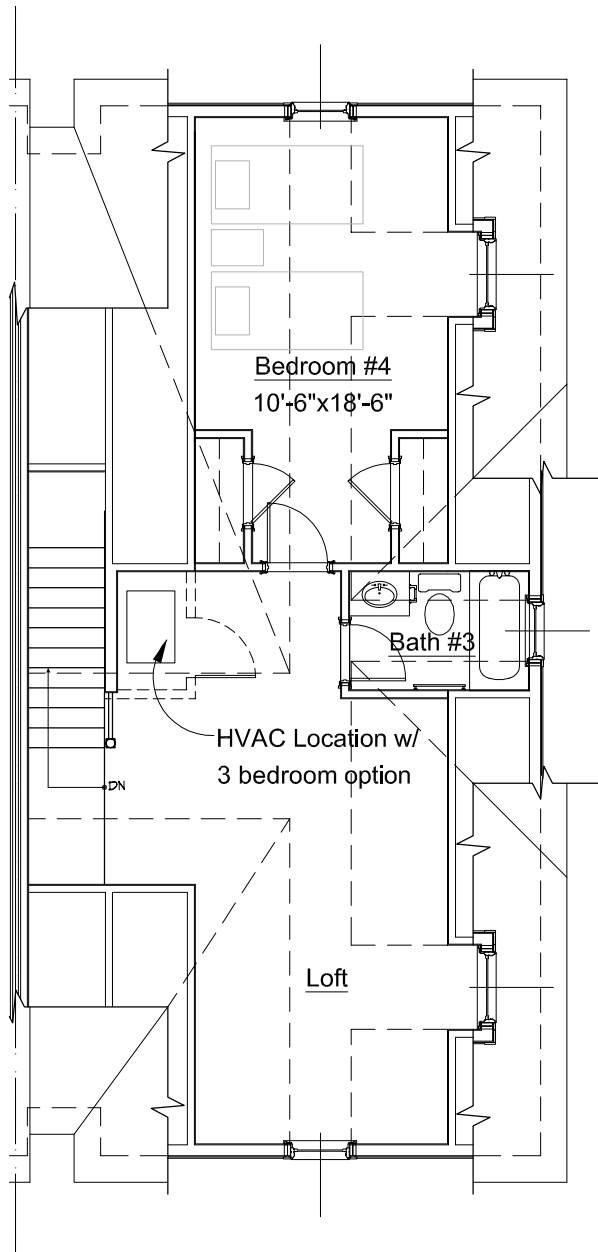 Bedroom #4
10'-6"x18'-6"
Bath #3
HVAC Location w/
3 bedroom option
DN
Loft